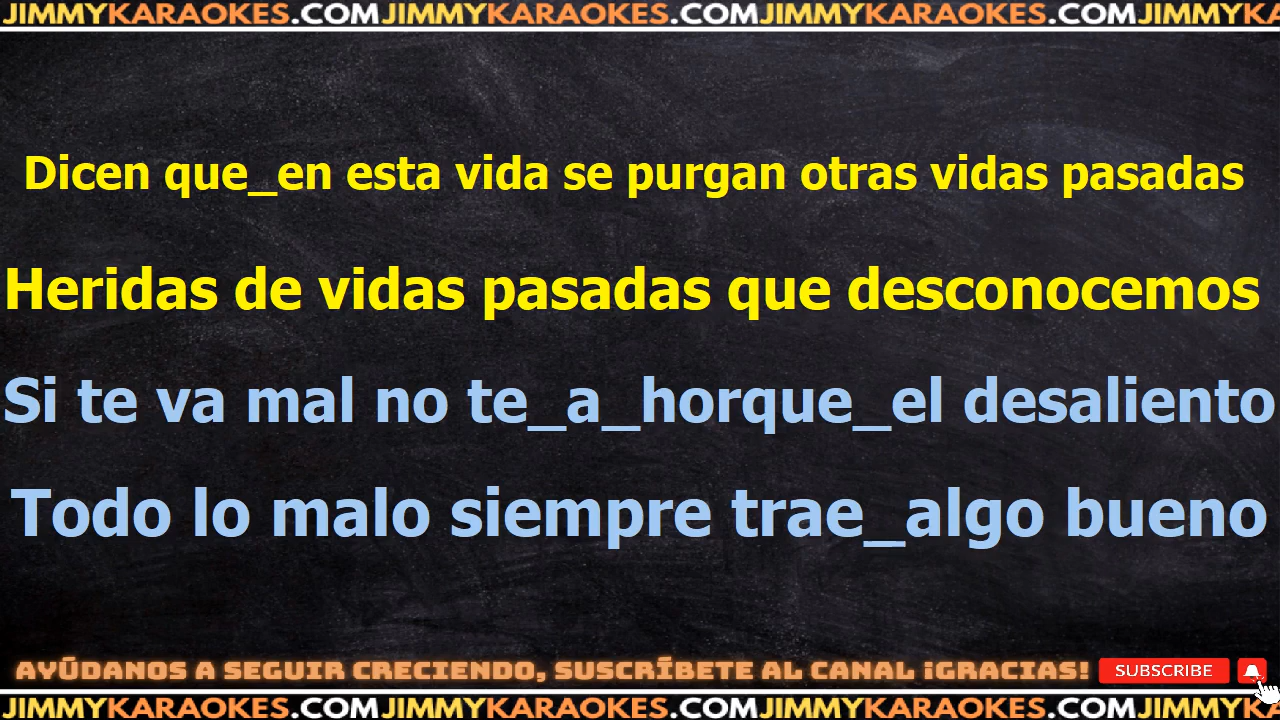 JIMMYKARAOKES.COMJIMMYKARAOKES.COMJIMMYKARAOKES.COMJIMMYKA
Dicen que_en esta vida se purgan otras vidas pasadas
Heridas de vidas pasadas que desconocemos
Si te va mal no te_a_horque_el desaliento
Todo lo malo siempre trae_algo bueno
AYÚDANOS A SEGUIR CRECIENDO, SUSCRÍBETE AL CANAL ¡GRACIAS! SUBSCRIBE
JIMMYKARAOKES.COMJIMMYKARAOKES.COMJIMMYKARAOKES.COMJIMMYKA